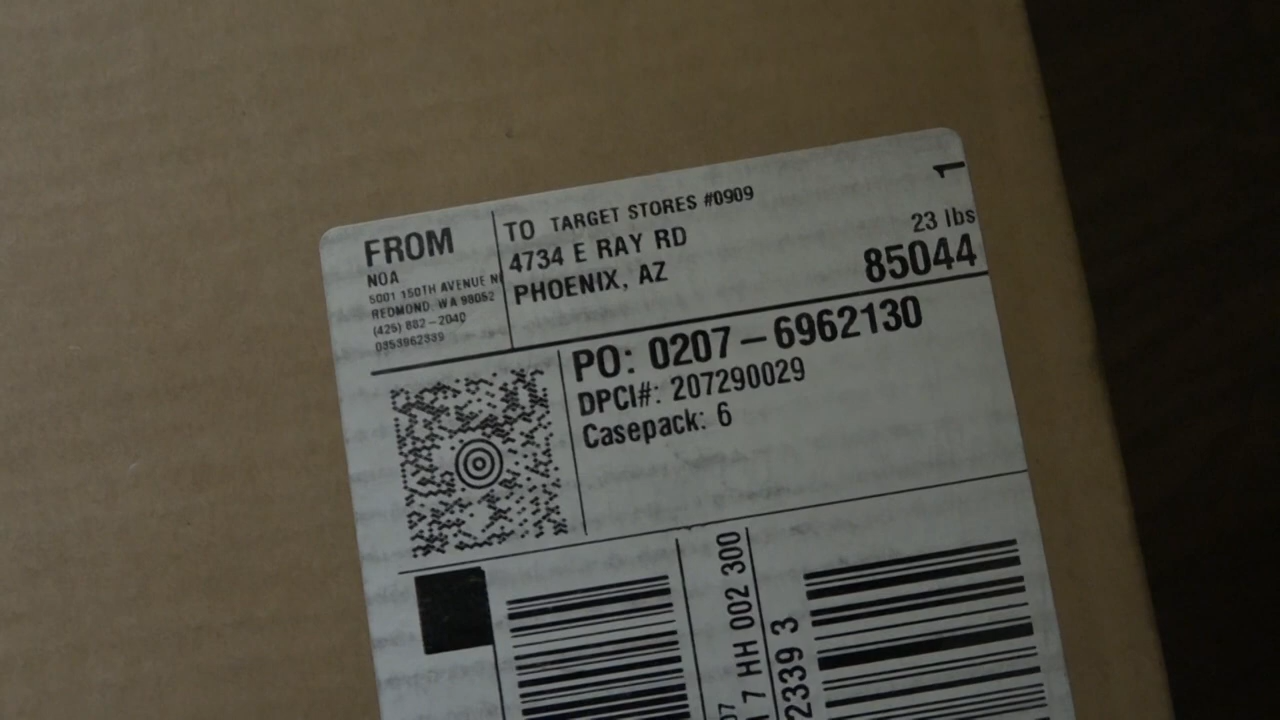 FROM
NOA
5001 150TH AVENUE
REDMOND WA 98052
(425) 882-2040
0353962339
TO TARGET STORES #0909
4734 E RAY RD
PHOENIX, AZ
1
23 lbs
85044
PO: 0207-6962130
DPCI#: 207290029
Casepack: 6
7 HH 002 300
2339 3